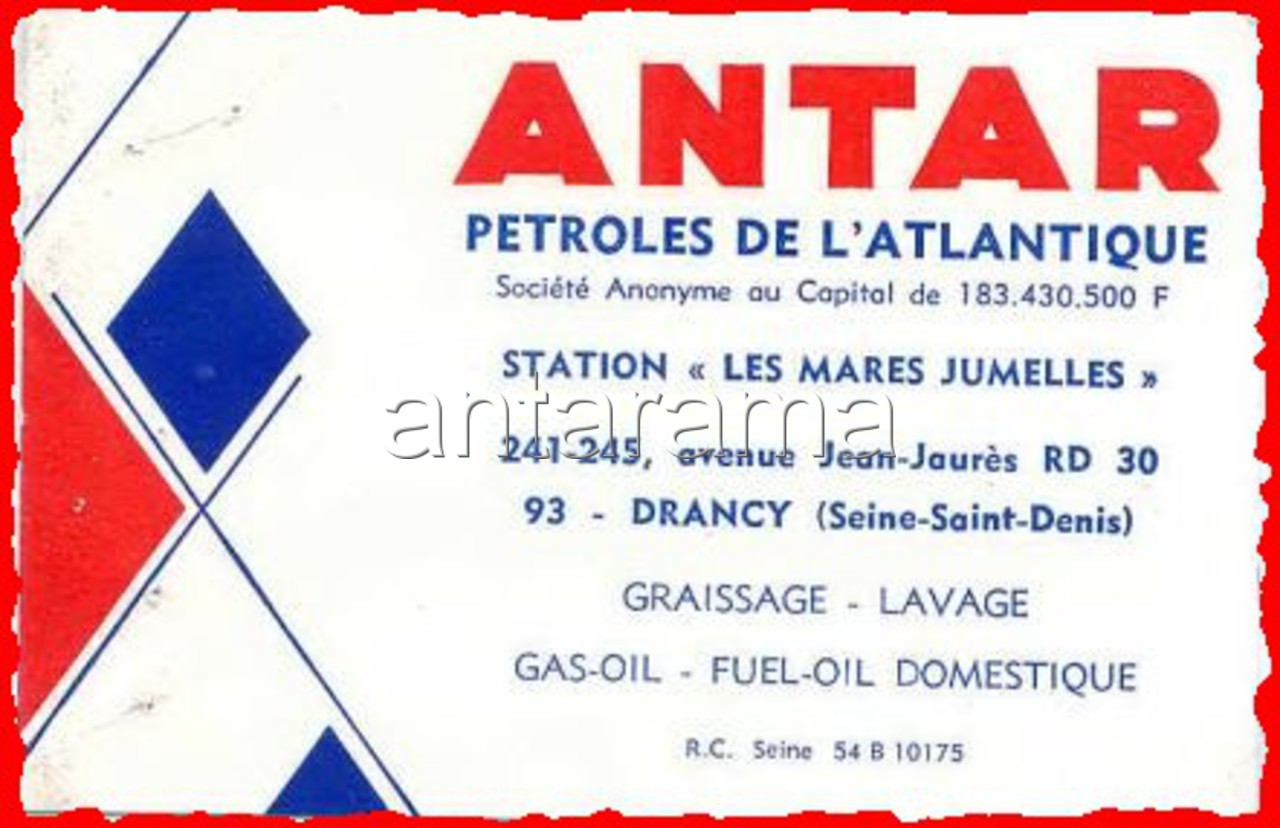 ANTAR
PETROLES DE L'ATLANTIQUE
Société Anonyme au Capital de 183.430.500 F
STATION « LES MARES JUMELLES »
antarama
241-245, avenue Jean-Jaurès RD 30
93 - DRANCY (Seine-Saint-Denis)
GRAISSAGE - LAVAGE
GAS-OIL - FUEL-OIL DOMESTIQUE
R.C. Seine 54 B 10175